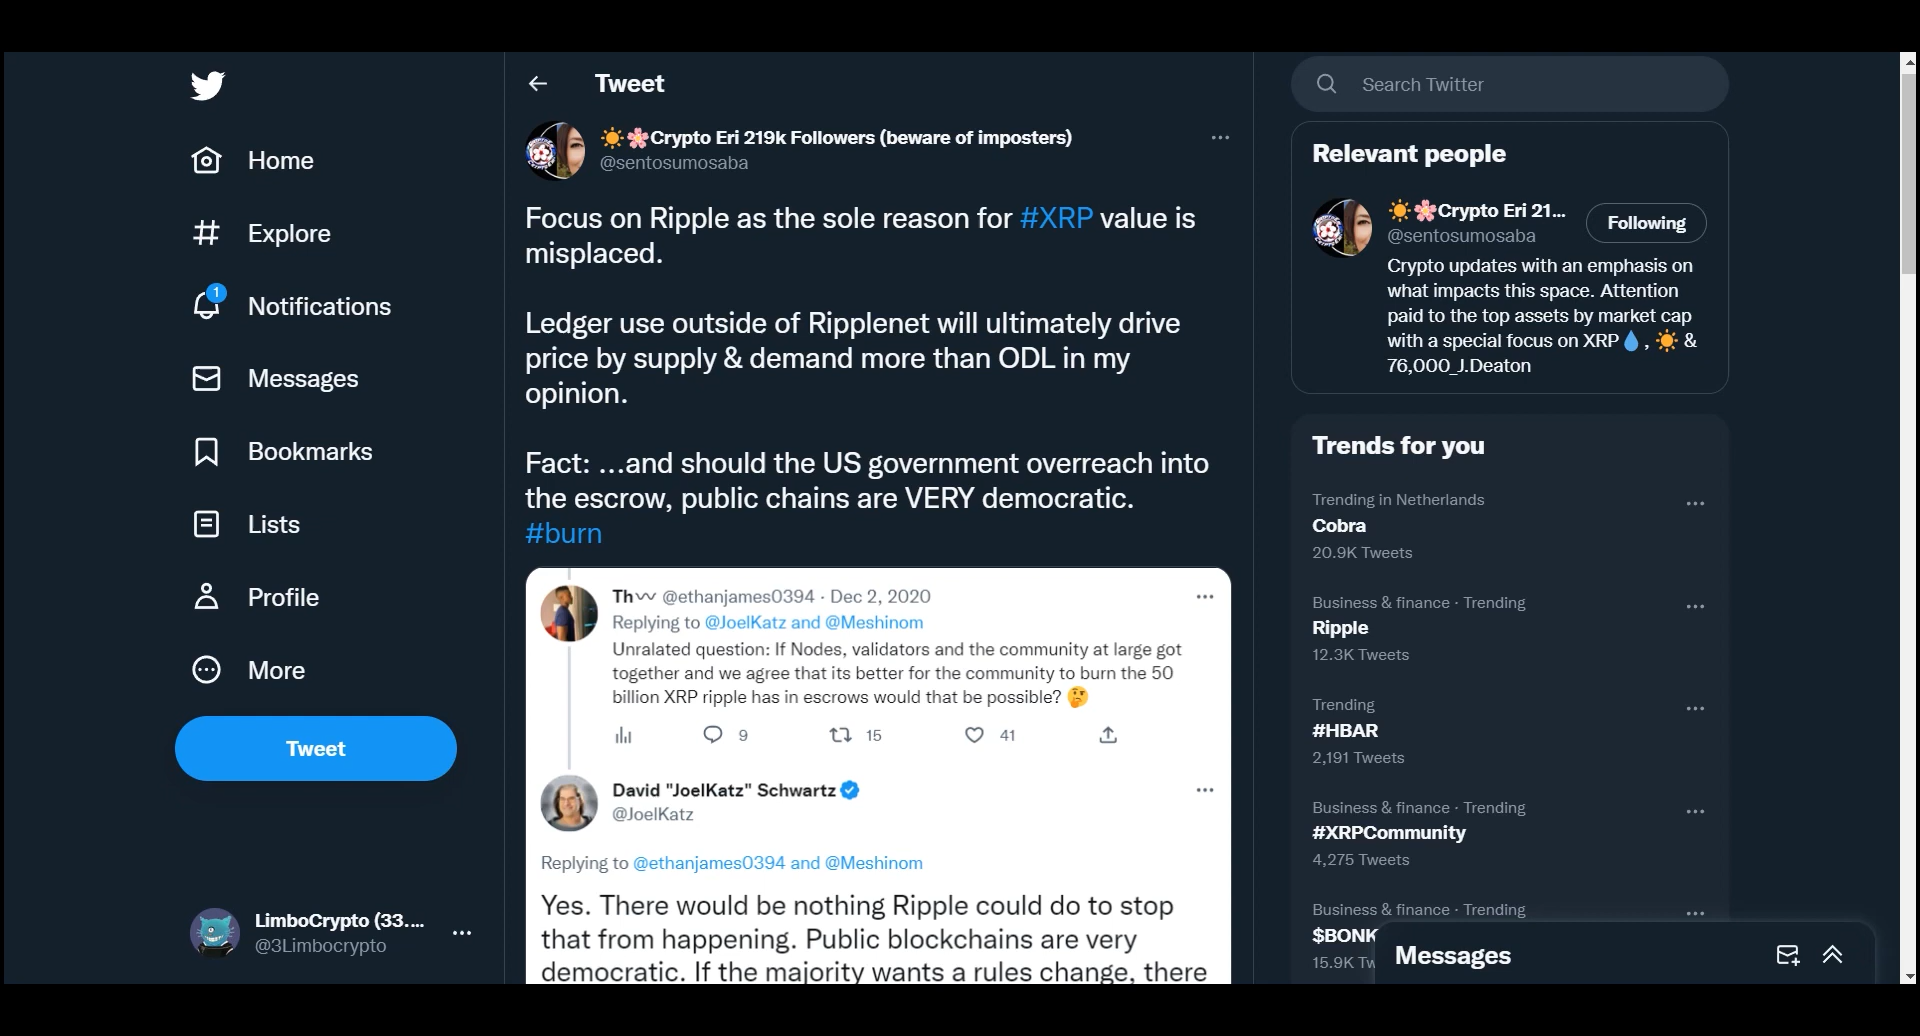 Home
Explore
1
Notifications
Messages
Bookmarks
Lists
Profile
More
Tweet
LimboCrypto (33....
@3Limbocrypto
Tweet
Crypto Eri 219k Followers (beware of imposters)
@sentosumosaba
Focus on Ripple as the sole reason for #XRP value is
misplaced.
Ledger use outside of Ripplenet will ultimately drive
price by supply & demand more than ODL in my
opinion.
Fact: ...and should the US government overreach into
the escrow, public chains are VERY democratic.
#burn
Th @ethanjames0394 · Dec 2, 2020
Replying to @JoelKatz and @Meshinom
Unralated question: If Nodes, validators and the community at large got
together and we agree that its better for the community to burn the 50
billion XRP ripple has in escrows would that be possible? 🤔
9 15 41
David "JoelKatz" Schwartz
@JoelKatz
Replying to @ethanjames0394 and @Meshinom
Yes. There would be nothing Ripple could do to stop
that from happening. Public blockchains are very
democratic. If the majority wants a rules change, there
Search Twitter
Relevant people
Crypto Eri 21...
@sentosumosaba
Following
Crypto updates with an emphasis on
what impacts this space. Attention
paid to the top assets by market cap
with a special focus on XRP💧, ☀️ &
76,000_J.Deaton
Trends for you
Trending in Netherlands
Cobra
20.9K Tweets
Business & finance · Trending
Ripple
12.3K Tweets
Trending
#HBAR
2,191 Tweets
Business & finance · Trending
#XRPCommunity
4,275 Tweets
Business & finance · Trending
$BONK
15.9K Tw
Messages